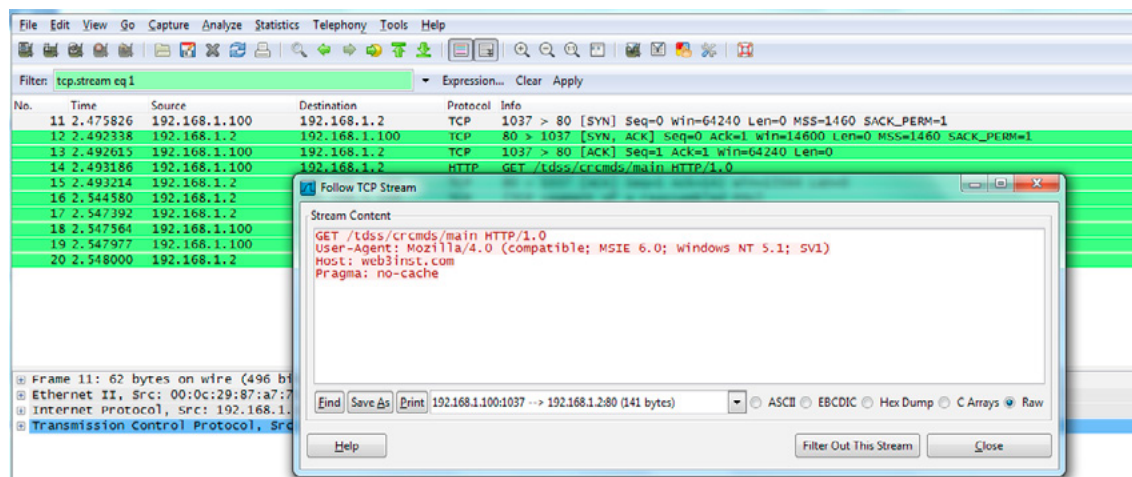 File Edit View Go Capture Analyze Statistics Telephony Tools Help
Filter: tcp.stream eq 1 Expression... Clear Apply
No. Time Source Destination Protocol Info
11 2.475826 192.168.1.100 192.168.1.2 TCP 1037 > 80 [SYN] Seq=0 Win=64240 Len=0 MSS=1460 SACK_PERM=1
12 2.492338 192.168.1.2 192.168.1.100 TCP 80 > 1037 [SYN, ACK] Seq=0 Ack=1 Win=14600 Len=0 MSS=1460 SACK_PERM=1
13 2.492615 192.168.1.100 192.168.1.2 TCP 1037 > 80 [ACK] Seq=1 Ack=1 Win=64240 Len=0
14 2.493186 192.168.1.100 192.168.1.2 HTTP GET /tdss/crcmds/main HTTP/1.0
15 2.493214 192.168.1.2
16 2.544580 192.168.1.2
17 2.547392 192.168.1.2
18 2.547564 192.168.1.100
19 2.547977 192.168.1.100
20 2.548000 192.168.1.2
Follow TCP Stream
Stream Content
GET /tdss/crcmds/main HTTP/1.0
User-Agent: Mozilla/4.0 (compatible; MSIE 6.0; Windows NT 5.1; SV1)
Host: web3inst.com
Pragma: no-cache
Frame 11: 62 bytes on wire (496 bi
Ethernet II, Src: 00:0c:29:87:a7:7
Internet Protocol, Src: 192.168.1.
Transmission Control Protocol, Src
Find Save As Print 192.168.1.100:1037 --> 192.168.1.2:80 (141 bytes) ASCII EBCDIC Hex Dump C Arrays Raw
Help Filter Out This Stream Close